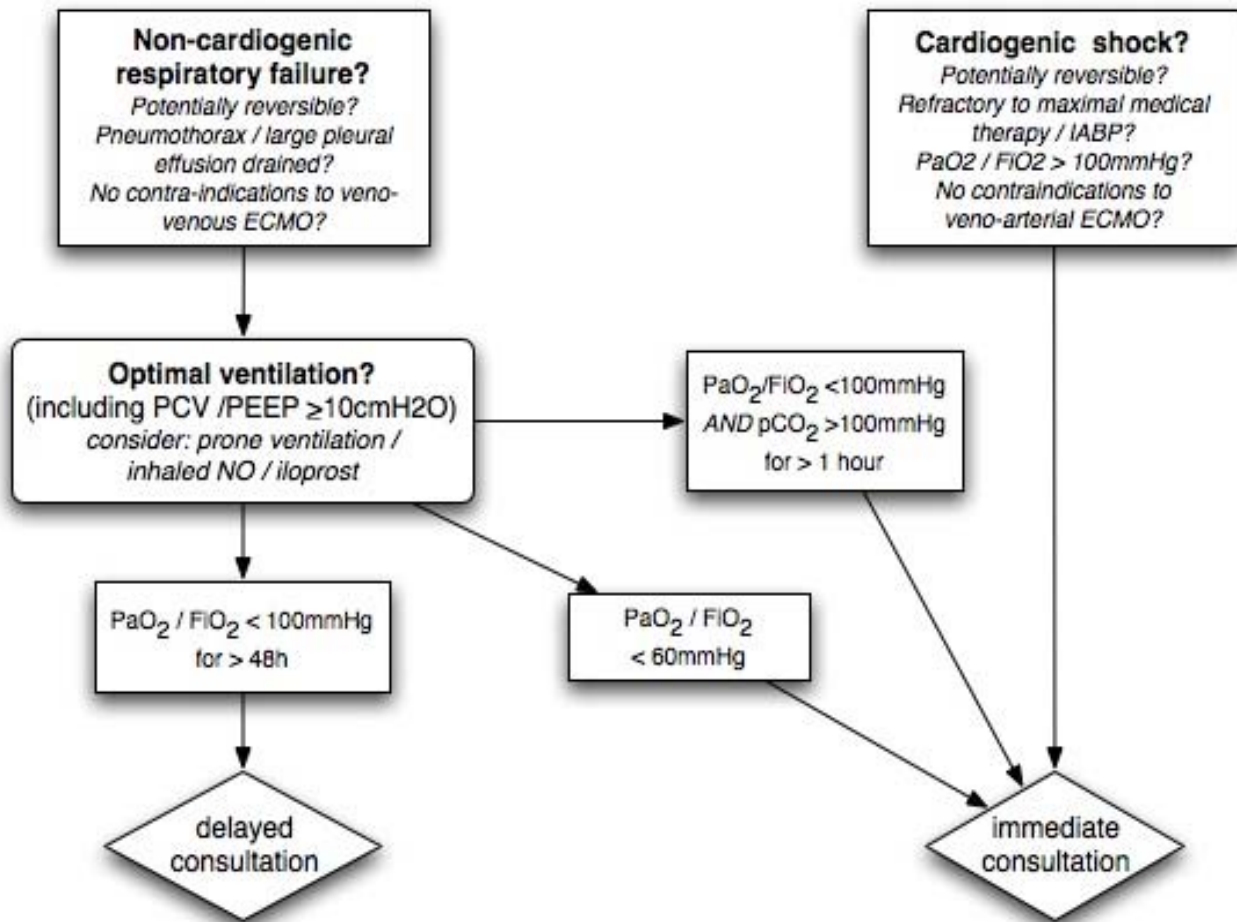 Non-cardiogenic
respiratory failure?
Potentially reversible?
Pneumothorax / large pleural
effusion drained?
No contra-indications to veno-
venous ECMO?
Cardiogenic shock?
Potentially reversible?
Refractory to maximal medical
therapy / IABP?
PaO2 / FiO2 > 100mmHg?
No contraindications to
veno-arterial ECMO?
Optimal ventilation?
(including PCV /PEEP ≥10cmH2O)
consider: prone ventilation /
inhaled NO / iloprost
PaO₂/FiO₂ <100mmHg
AND pCO₂ >100mmHg
for > 1 hour
PaO₂ / FiO₂ < 100mmHg
for > 48h
PaO₂ / FIO₂
< 60mmHg
delayed
consultation
immediate
consultation